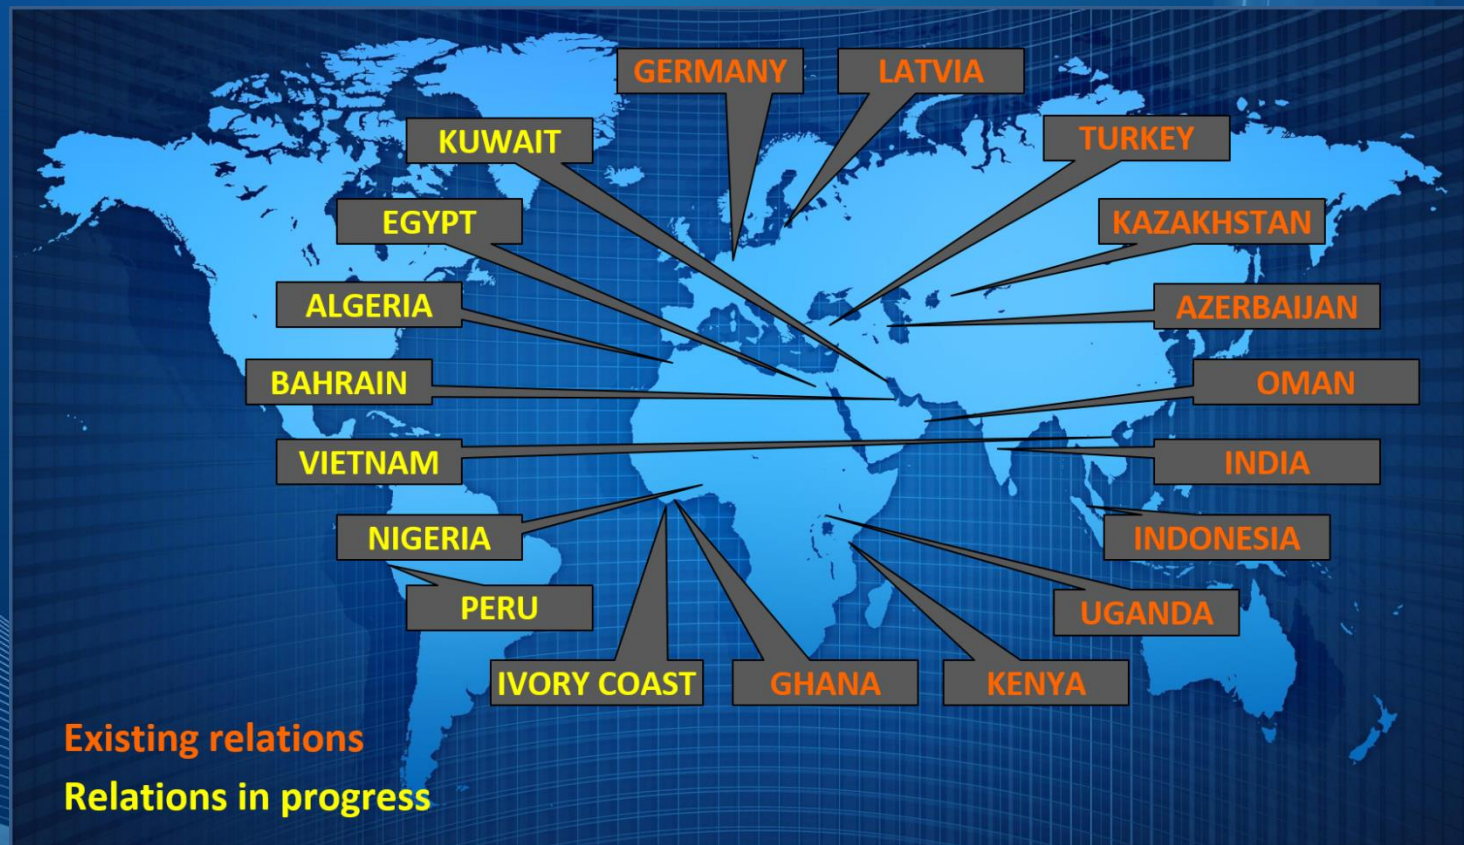 GERMANY
LATVIA
KUWAIT
TURKEY
EGYPT
KAZAKHSTAN
ALGERIA
AZERBAIJAN
BAHRAIN
OMAN
VIETNAM
INDIA
NIGERIA
INDONESIA
PERU
UGANDA
IVORY COAST
GHANA
KENYA
Existing relations
Relations in progress